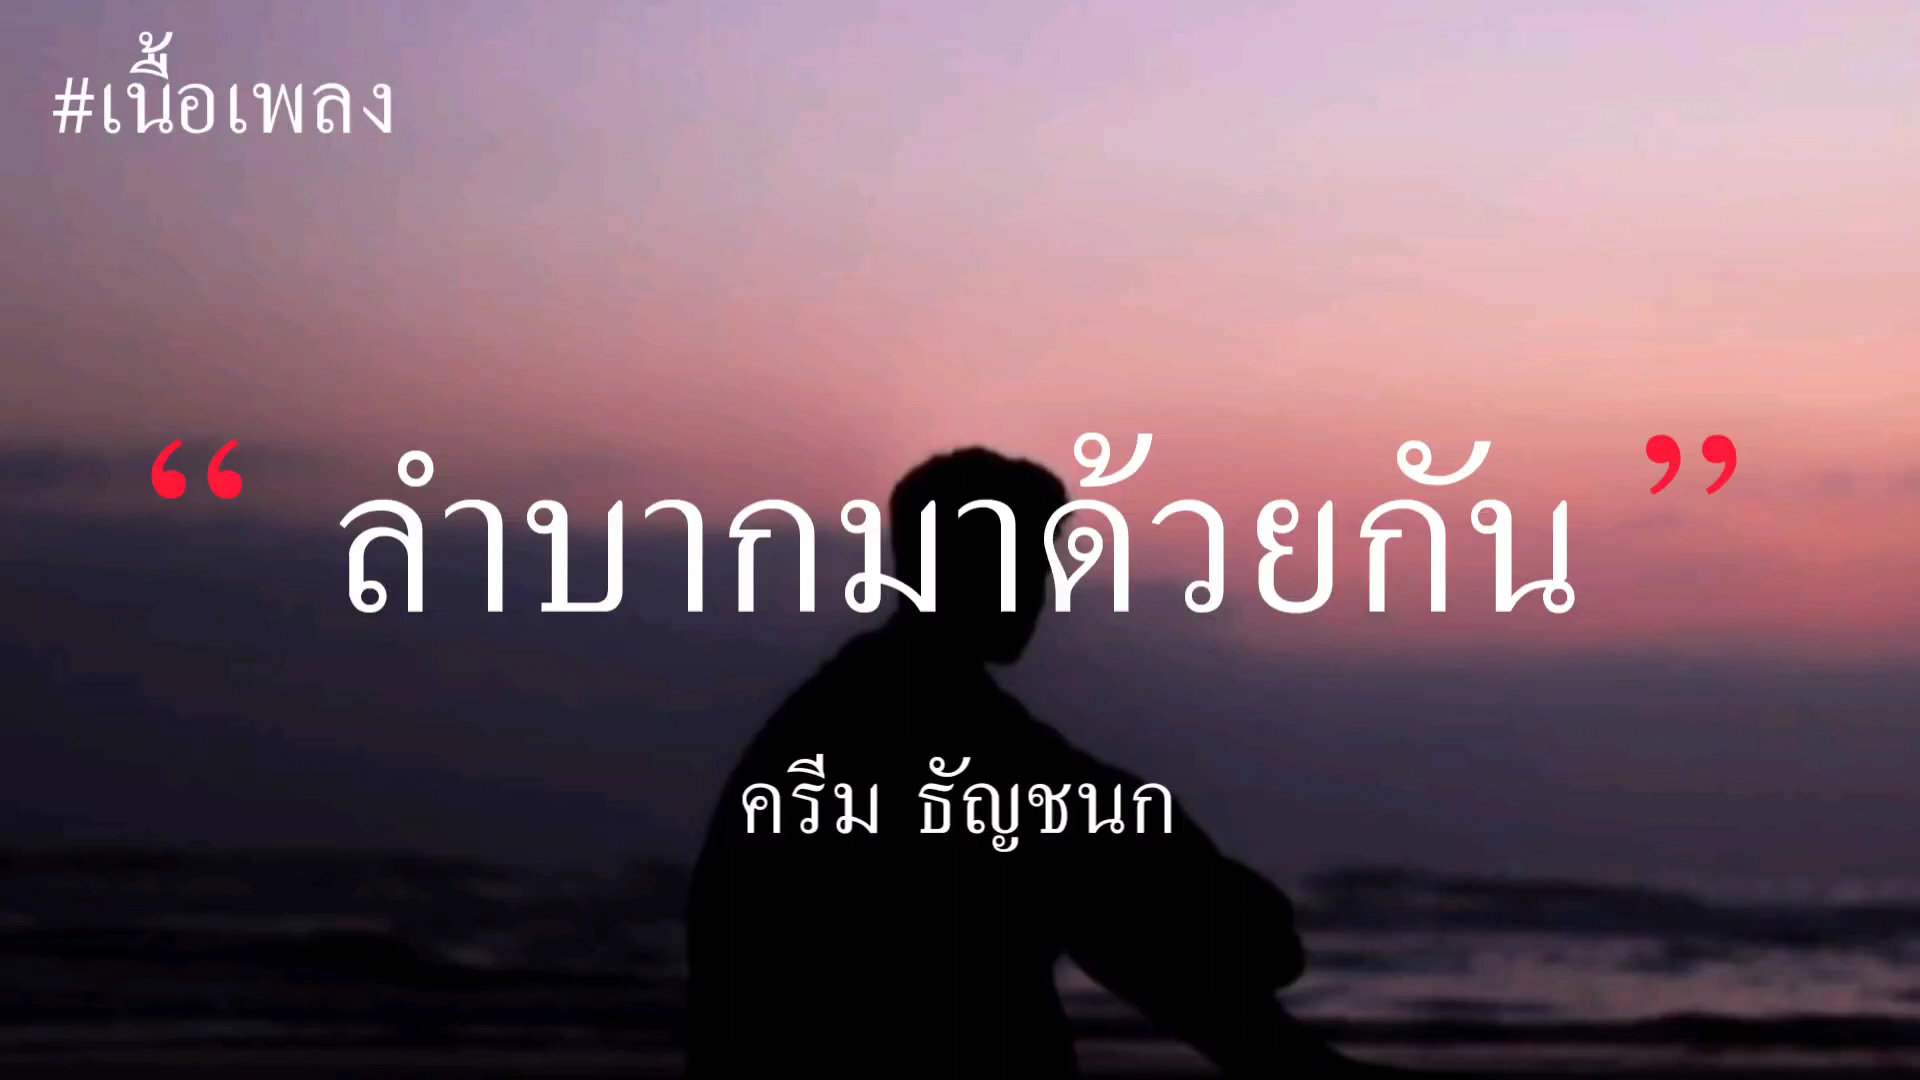 #เนื้อเพลง
“ ลำบากมาด้วยกัน ”
ครีม ธัญชนก